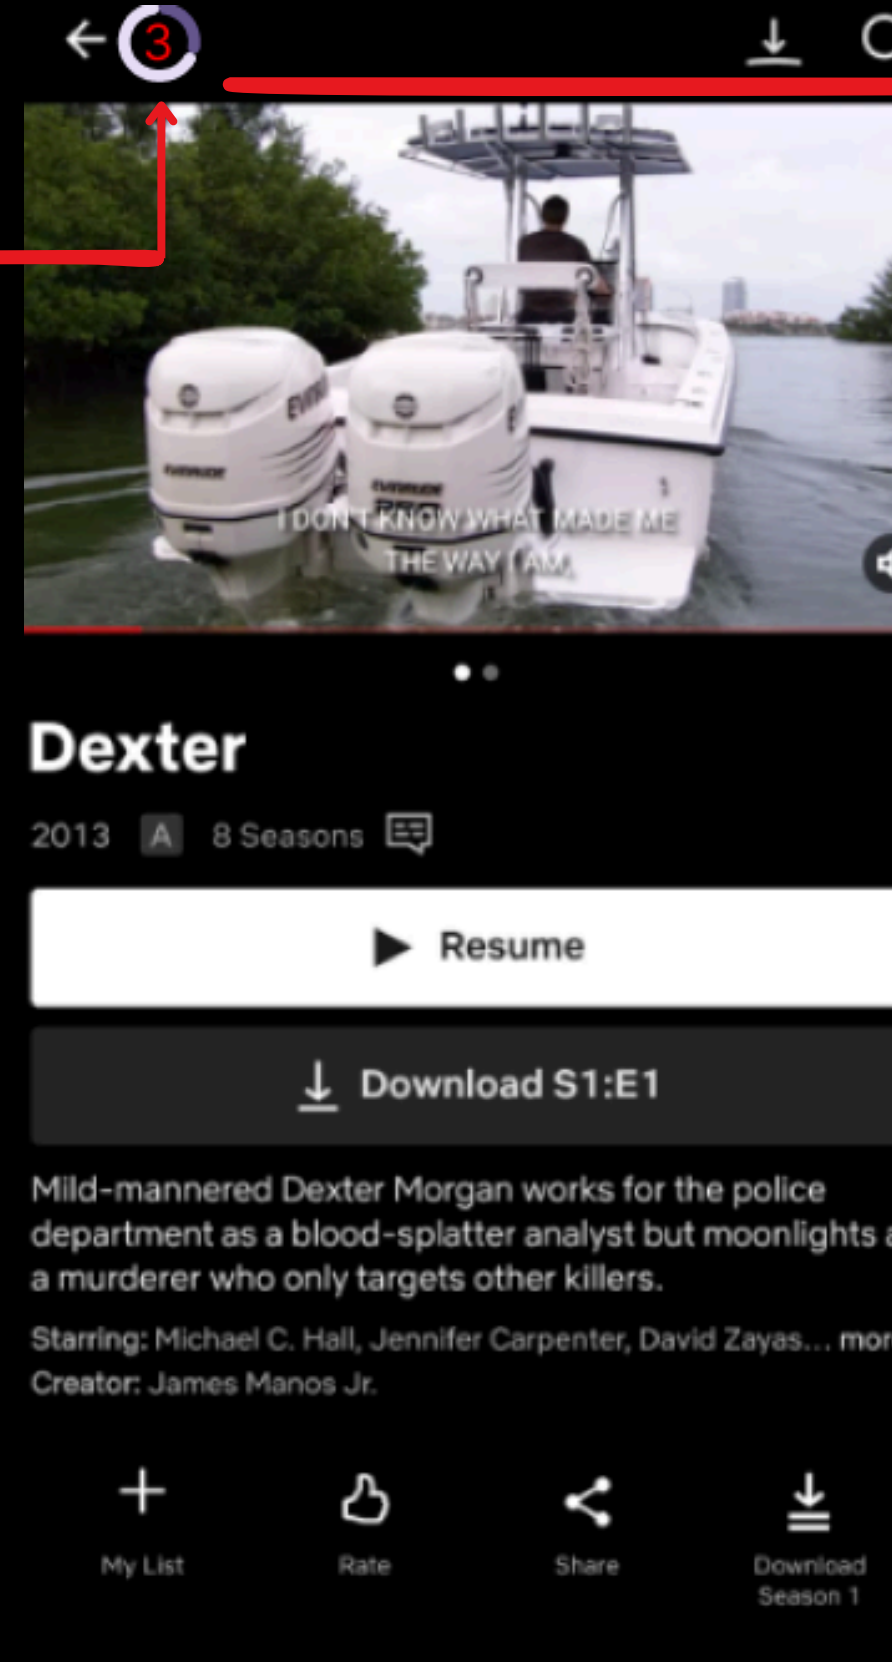 3
EVINRUDE
EVINRUDE
I DON'T KNOW WHAT MADE ME
THE WAY I AM,
Dexter
2013 A 8 Seasons
Resume
Download S1:E1
Mild-mannered Dexter Morgan works for the police
department as a blood-splatter analyst but moonlights
a murderer who only targets other killers.
Starring: Michael C. Hall, Jennifer Carpenter, David Zayas...
Creator: James Manos Jr.
My List Rate Share Download
Season 1